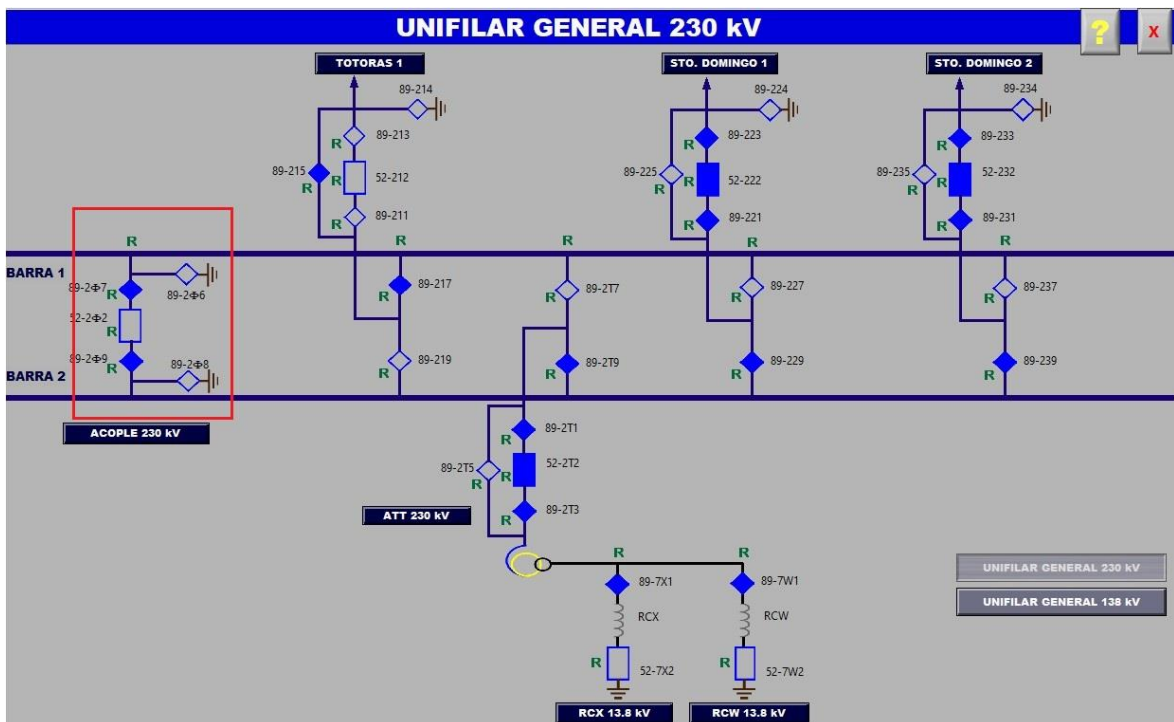 UNIFILAR GENERAL 230 kV
?
X
TOTORAS 1
STO. DOMINGO 1
STO. DOMINGO 2
89-214
89-224
89-234
89-213
R
89-223
R
89-233
R
89-215
R
R
52-212
89-225
R
R
52-222
89-235
R
R
52-232
89-211
R
89-221
R
89-231
R
R
R
R
R
R
BARRA 1
89-2Φ7
R
89-2Φ6
89-217
R
89-2T7
R
89-227
R
89-237
R
52-2Φ2
R
89-2Φ9
R
89-2Φ8
89-219
R
89-2T9
R
89-229
R
89-239
R
BARRA 2
ACOPLE 230 kV
89-2T1
R
89-2T5
R
R
52-2T2
89-2T3
R
ATT 230 kV
R
R
89-7X1
89-7W1
RCX
RCW
R
52-7X2
R
52-7W2
RCX 13.8 kV
RCW 13.8 kV
UNIFILAR GENERAL 230 kV
UNIFILAR GENERAL 138 kV